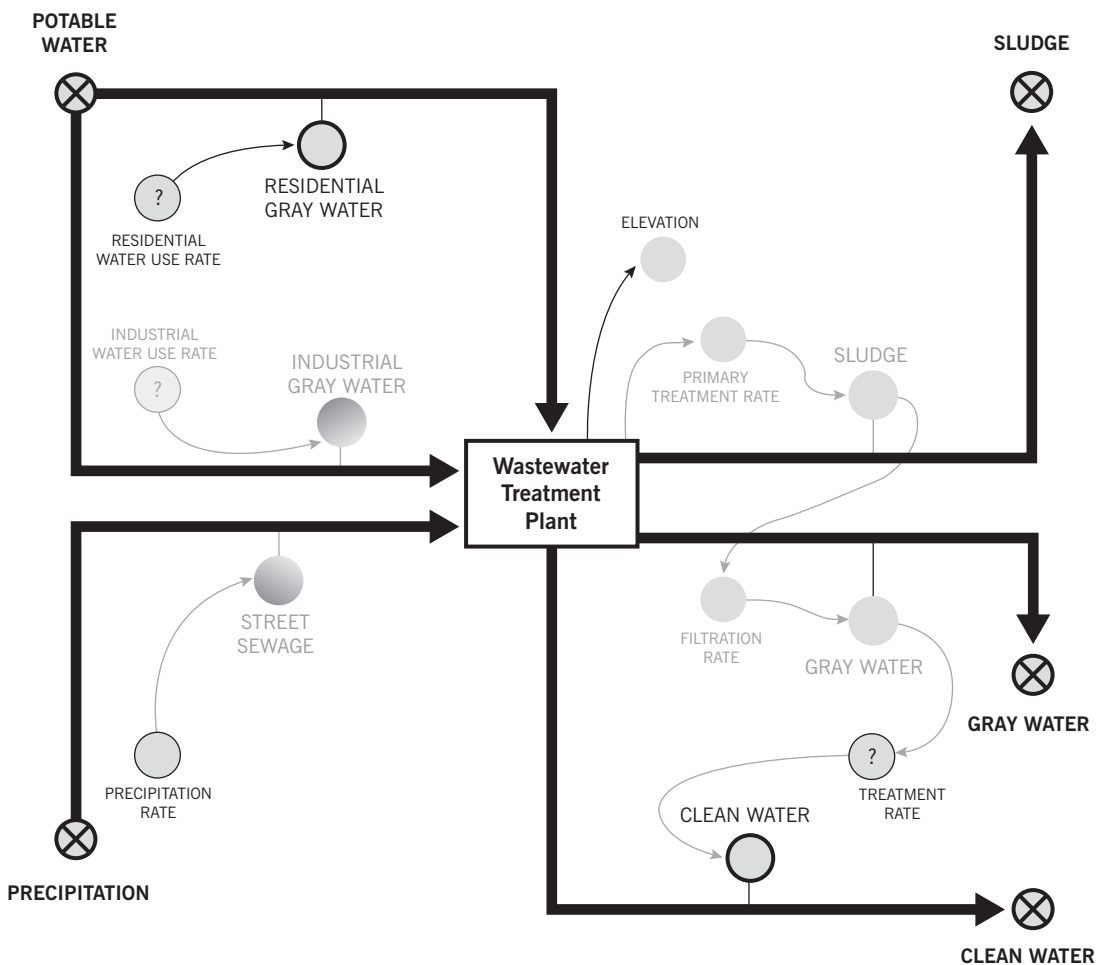 POTABLE
WATER
SLUDGE
?
RESIDENTIAL
GRAY WATER
RESIDENTIAL
WATER USE RATE
ELEVATION
INDUSTRIAL
WATER USE RATE
?
INDUSTRIAL
GRAY WATER
PRIMARY
TREATMENT RATE
SLUDGE
Wastewater
Treatment
Plant
STREET
SEWAGE
FILTRATION
RATE
GRAY WATER
GRAY WATER
PRECIPITATION
RATE
?
TREATMENT
RATE
CLEAN WATER
PRECIPITATION
CLEAN WATER